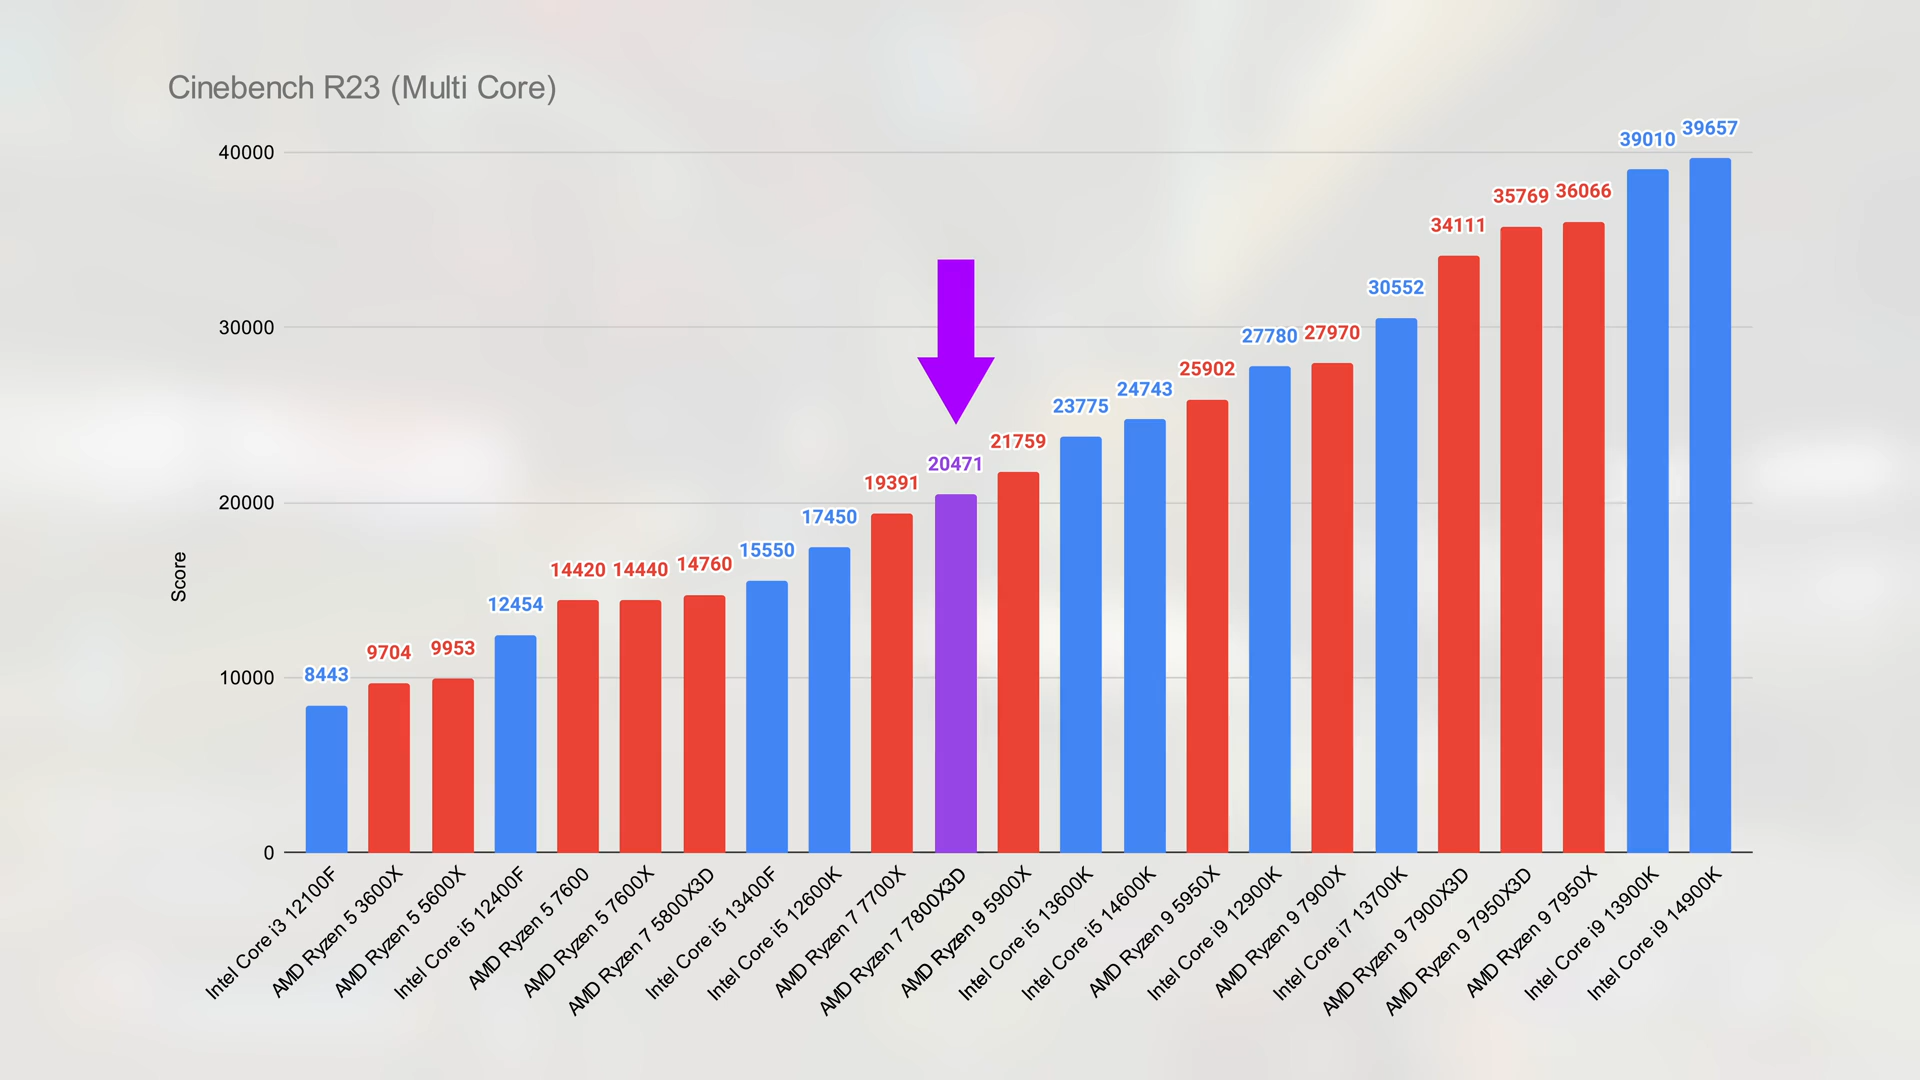 Cinebench R23 (Multi Core)
Score
40000
30000
20000
10000
0
8443
9704
9953
12454
14420
14440
14760
15550
17450
19391
20471
21759
23775
24743
25902
27780
27970
30552
34111
35769
36066
39010
39657
Intel Core i3 12100F
AMD Ryzen 5 3600X
AMD Ryzen 5 5600X
Intel Core i5 12400F
AMD Ryzen 5 7600
AMD Ryzen 5 7600X
AMD Ryzen 7 5800X3D
Intel Core i5 13400F
Intel Core i5 12600K
AMD Ryzen 7 7700X
AMD Ryzen 7 7800X3D
AMD Ryzen 9 5900X
Intel Core i5 13600K
Intel Core i5 14600K
AMD Ryzen 9 5950X
Intel Core i9 12900K
AMD Ryzen 9 7900X
Intel Core i7 13700K
AMD Ryzen 9 7900X3D
AMD Ryzen 9 7950X3D
AMD Ryzen 9 7950X
Intel Core i9 13900K
Intel Core i9 14900K